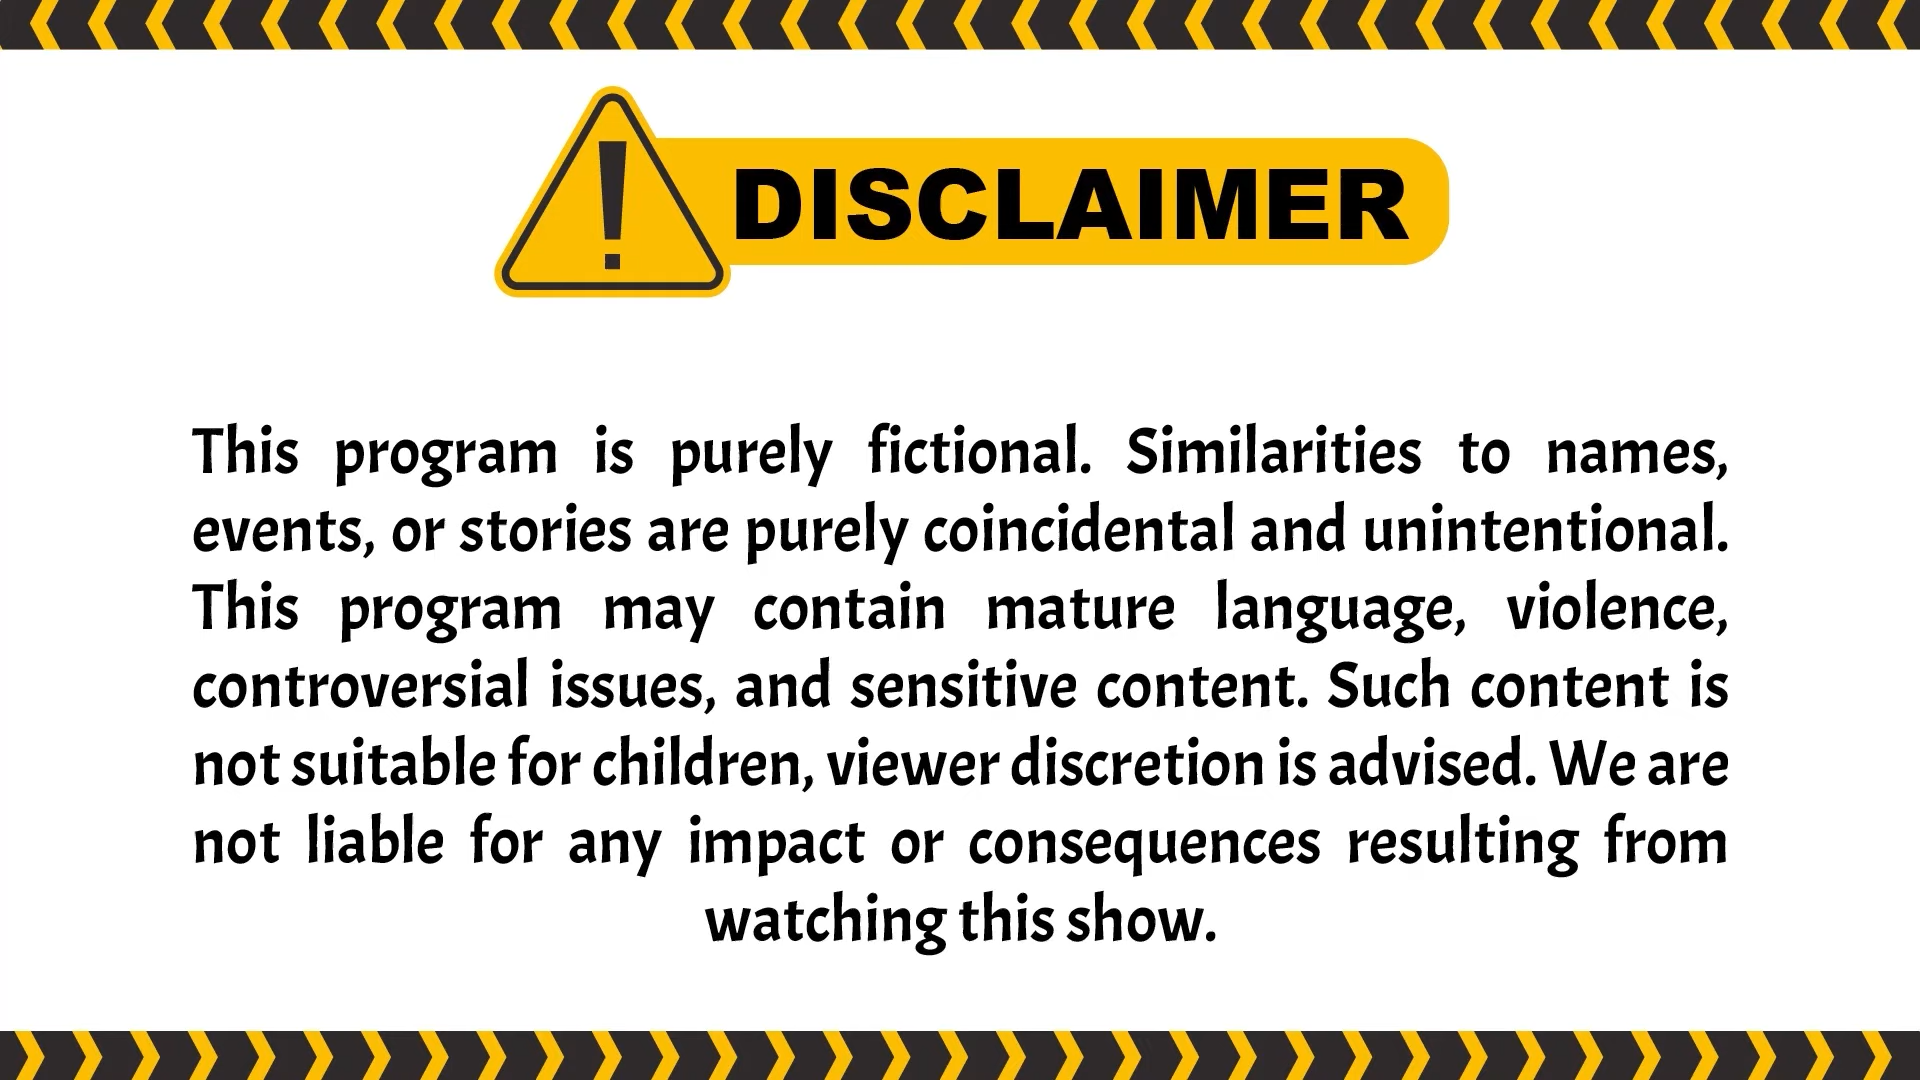 DISCLAIMER
This program is purely fictional. Similarities to names,
events, or stories are purely coincidental and unintentional.
This program may contain mature language, violence,
controversial issues, and sensitive content. Such content is
not suitable for children, viewer discretion is advised. We are
not liable for any impact or consequences resulting from
watching this show.